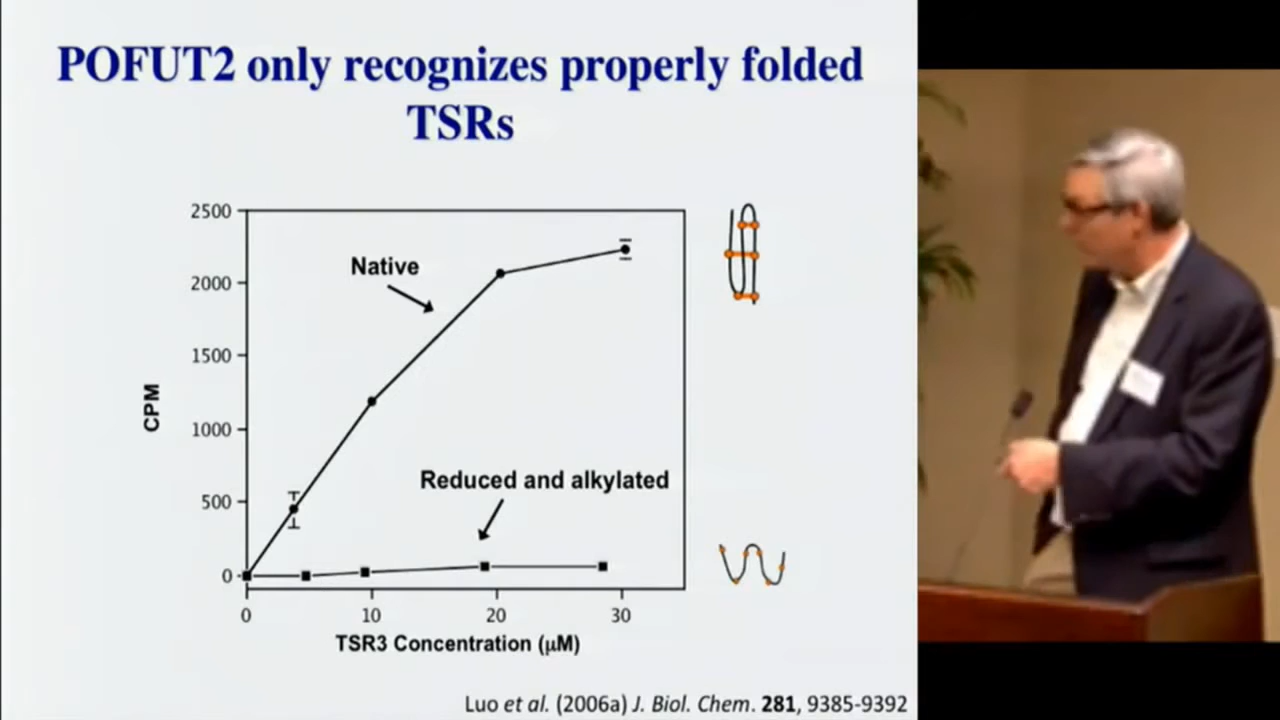 POFUT2 only recognizes properly folded
TSRs
2500
2000
1500
1000
500
0
CPM
Native
Reduced and alkylated
0 10 20 30
TSR3 Concentration (μM)
Luo et al. (2006a) J. Biol. Chem. 281, 9385-9392